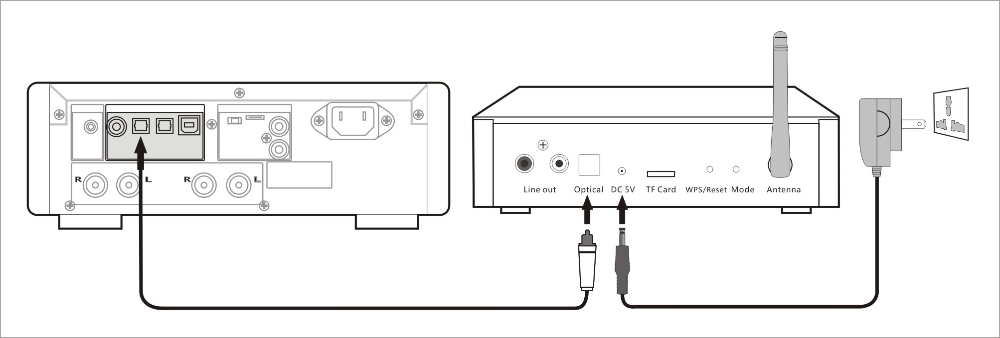 R L R L
Line out Optical DC 5V TF Card WPS/Reset Mode Antenna